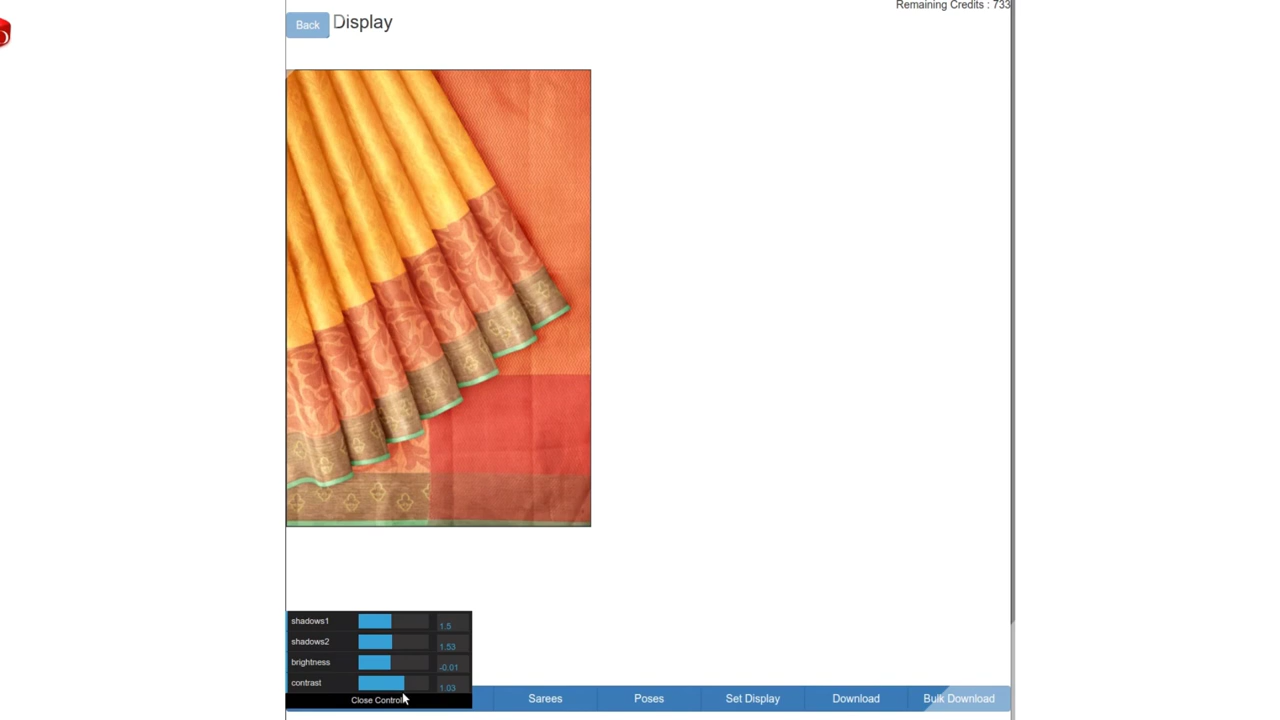 Remaining Credits : 733
Back
Display
shadows1 1.5
shadows2 1.53
brightness -0.01
contrast 1.03
Close Controls
Sarees
Poses
Set Display
Download
Bulk Download